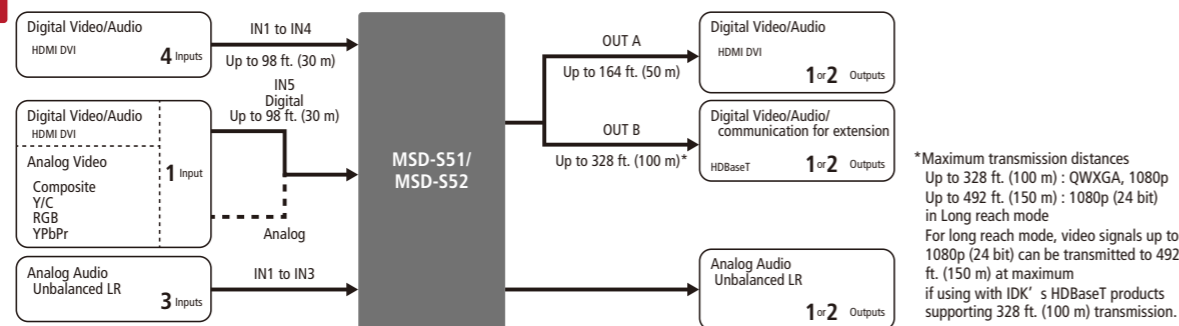 Digital Video/Audio
HDMI DVI
4 Inputs
IN1 to IN4
Up to 98 ft. (30 m)
IN5
Digital
Up to 98 ft. (30 m)
Digital Video/Audio
HDMI DVI
Analog Video
Composite
Y/C
RGB
YPbPr
1 Input
Analog
Analog Audio
Unbalanced LR
3 Inputs
IN1 to IN3
MSD-S51/
MSD-S52
OUT A
Up to 164 ft. (50 m)
Digital Video/Audio
HDMI DVI
1 or 2 Outputs
OUT B
Up to 328 ft. (100 m)*
Digital Video/Audio/
communication for extension
HDBaseT
1 or 2 Outputs
Analog Audio
Unbalanced LR
1 or 2 Outputs
*Maximum transmission distances
Up to 328 ft. (100 m) : QWXGA, 1080p
Up to 492 ft. (150 m) : 1080p (24 bit)
in Long reach mode
For long reach mode, video signals up to
1080p (24 bit) can be transmitted to 492
ft. (150 m) at maximum
if using with IDK' s HDBaseT products
supporting 328 ft. (100 m) transmission.